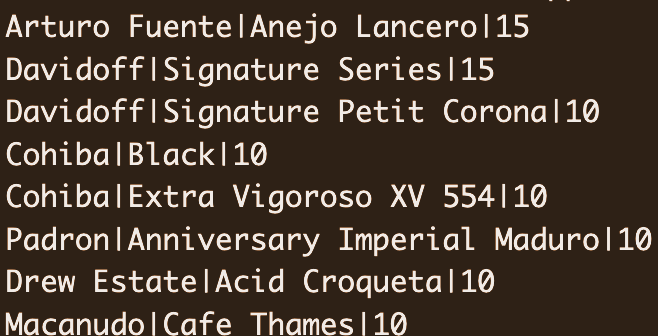 Arturo Fuente|Anejo Lancero|15
Davidoff|Signature Series|15
Davidoff|Signature Petit Corona|10
Cohiba|Black|10
Cohiba|Extra Vigoroso XV 554|10
Padron|Anniversary Imperial Maduro|10
Drew Estate|Acid Croqueta|10
Macanudo|Cafe Thames|10